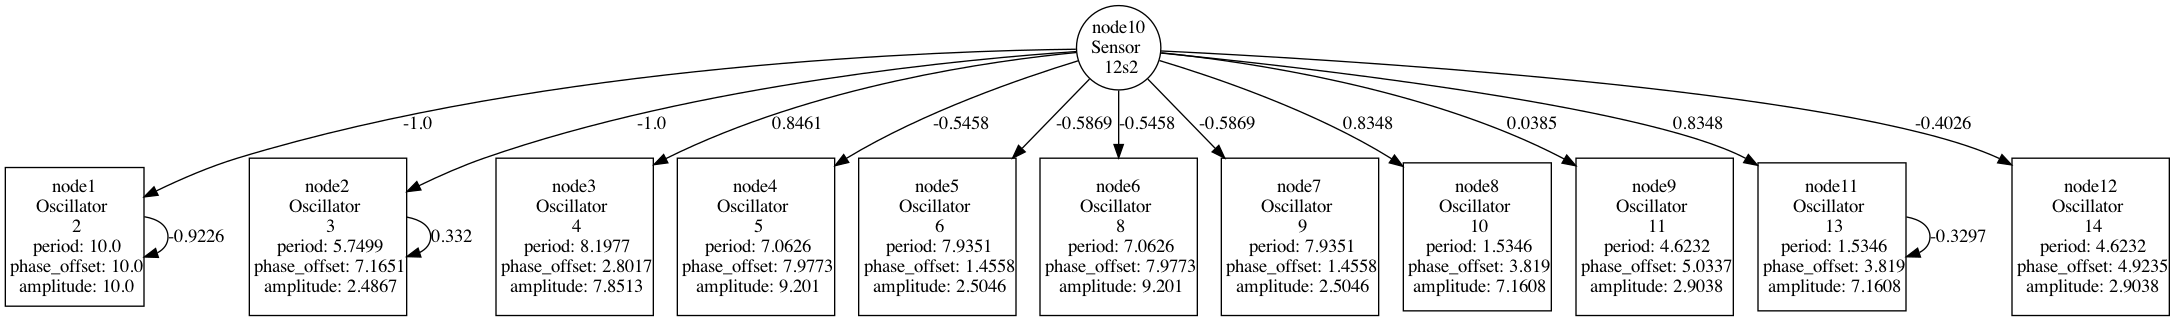 node10
Sensor
12s2
-1.0
-1.0
0.8461
-0.5458
-0.5869
-0.5458
-0.5869
0.8348
0.0385
0.8348
-0.4026
node1
Oscillator
2
period: 10.0
phase_offset: 10.0
amplitude: 10.0
-0.9226
node2
Oscillator
3
period: 5.7499
phase_offset: 7.1651
amplitude: 2.4867
0.332
node3
Oscillator
4
period: 8.1977
phase_offset: 2.8017
amplitude: 7.8513
node4
Oscillator
5
period: 7.0626
phase_offset: 7.9773
amplitude: 9.201
node5
Oscillator
6
period: 7.9351
phase_offset: 1.4558
amplitude: 2.5046
node6
Oscillator
8
period: 7.0626
phase_offset: 7.9773
amplitude: 9.201
node7
Oscillator
9
period: 7.9351
phase_offset: 1.4558
amplitude: 2.5046
node8
Oscillator
10
period: 1.5346
phase_offset: 3.819
amplitude: 7.1608
node9
Oscillator
11
period: 4.6232
phase_offset: 5.0337
amplitude: 2.9038
node11
Oscillator
13
period: 1.5346
phase_offset: 3.819
amplitude: 7.1608
-0.3297
node12
Oscillator
14
period: 4.6232
phase_offset: 4.9235
amplitude: 2.9038